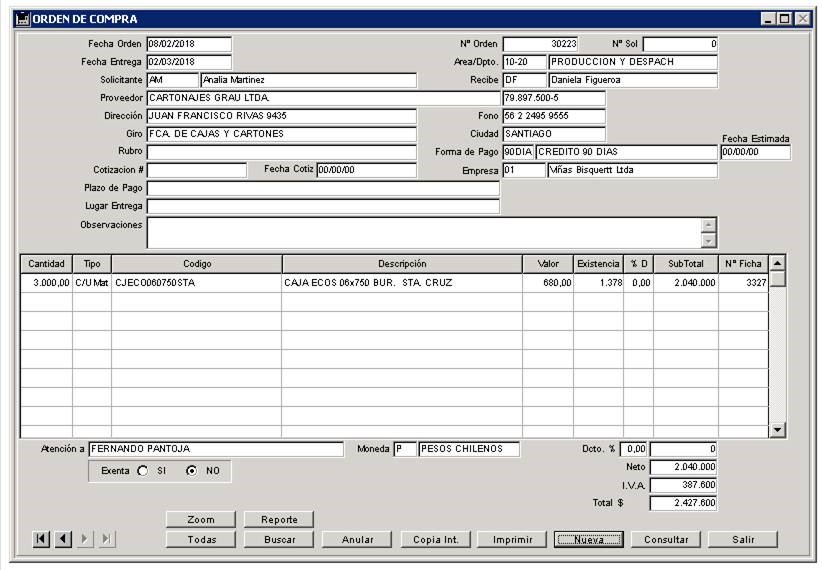 ORDEN DE COMPRA
Fecha Orden 08/02/2018 Nº Orden 30223 Nº Sol 0
Fecha Entrega 02/03/2018 Area/Dpto. 10-20 PRODUCCION Y DESPACH
Solicitante AM Analia Martinez Recibe DF Daniela Figueroa
Proveedor CARTONAJES GRAU LTDA. 79.897.500-5
Dirección JUAN FRANCISCO RIVAS 9435 Fono 56 2 2495 9555
Giro FCA. DE CAJAS Y CARTONES Ciudad SANTIAGO Fecha Estimada
Rubro Forma de Pago 90DIA CREDITO 90 DIAS 00/00/00
Cotizacion # Fecha Cotiz 00/00/00 Empresa 01 Viñas Bisquertt Ltda
Plazo de Pago
Lugar Entrega
Observaciones
Cantidad Tipo Codigo Descripción Valor Existencia % D SubTotal Nº Ficha
3.000,00 C/U Mat CJECO060750STA CAJA ECOS 06x750 BUR. STA. CRUZ 680,00 1.378 0,00 2.040.000 3327
Atención a FERNANDO PANTOJA Moneda P PESOS CHILENOS Dcto. % 0,00 0
Exenta SI NO Neto 2.040.000
I.V.A. 387.600
Total $ 2.427.600
Zoom Reporte
Todas Buscar Anular Copia Int. Imprimir Nueva Consultar Salir